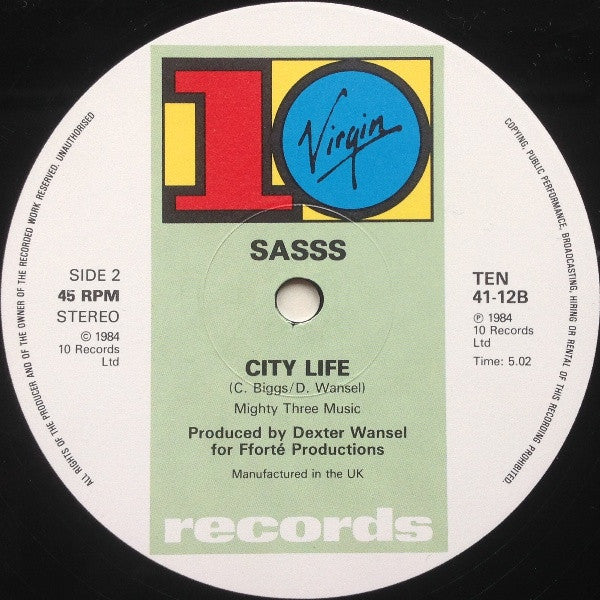 10
Virgin
SASSS
SIDE 2
45 RPM
STEREO
© 1984
10 Records
Ltd
TEN
41-12B
℗ 1984
10 Records
Ltd
Time: 5.02
CITY LIFE
(C. Biggs/D. Wansel)
Mighty Three Music
Produced by Dexter Wansel
for Fforté Productions
Manufactured in the UK
records
ALL RIGHTS OF THE PRODUCER AND OF THE OWNER OF THE RECORDED WORK RESERVED. UNAUTHORISED
COPYING, PUBLIC PERFORMANCE, BROADCASTING, HIRING OR RENTAL OF THIS RECORDING PROHIBITED.